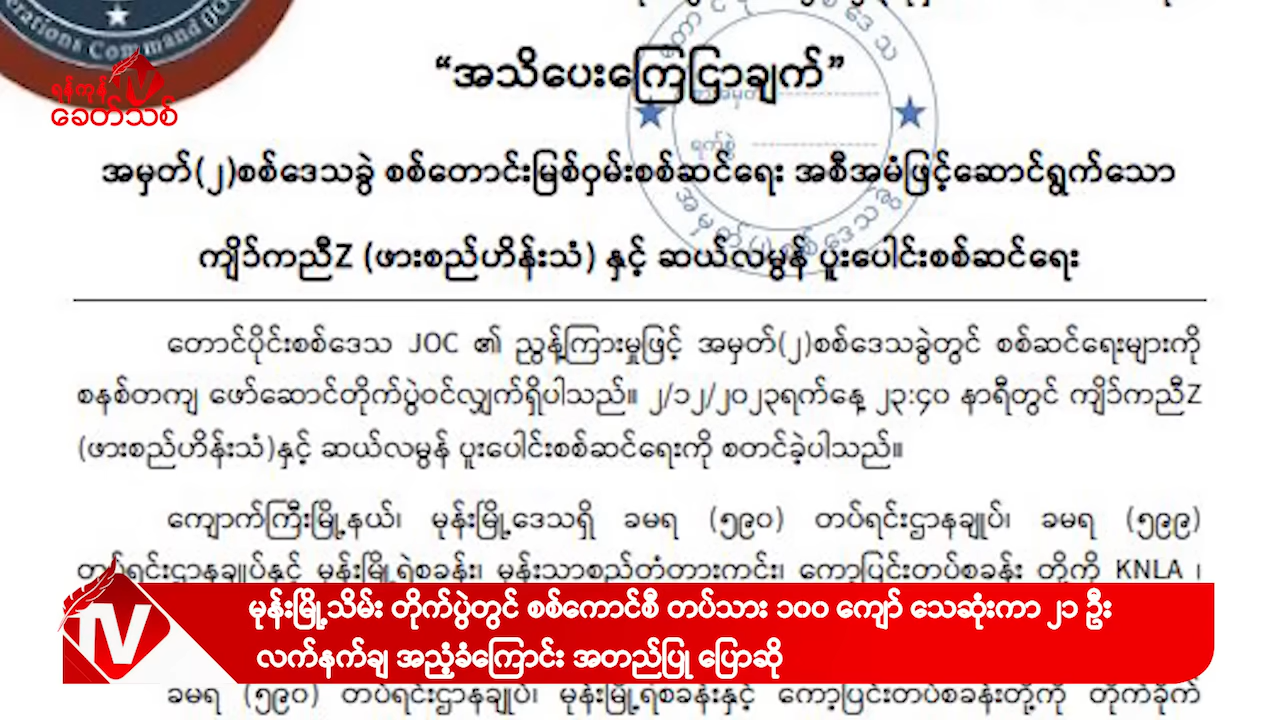 erations Command (JOC
ရန်ကုန်
ခေတ်သစ်
“အသိပေးကြေငြာချက်”
ရက်စွဲ
အမှတ်(၂)စစ်ဒေသခွဲ စစ်တောင်းမြစ်ဝှမ်းစစ်ဆင်ရေး အစီအမံဖြင့်ဆောင်ရွက်သော
ကျိာ်ကညီZ (ဖားစည်ဟိန်းသံ) နှင့် ဆယ်လမွန် ပူးပေါင်းစစ်ဆင်ရေး
တောင်ပိုင်းစစ်ဒေသ JOC ၏ ညွှန်ကြားမှုဖြင့် အမှတ်(၂)စစ်ဒေသခွဲတွင် စစ်ဆင်ရေးများကို
စနစ်တကျ ဖော်ဆောင်တိုက်ပွဲဝင်လျှက်ရှိပါသည်။ ၂/၁၂/၂၀၂၃ရက်နေ့ ၂၃:၄၀ နာရီတွင် ကျိာ်ကညီZ
(ဖားစည်ဟိန်းသံ)နှင့် ဆယ်လမွန် ပူးပေါင်းစစ်ဆင်ရေးကို စတင်ခဲ့ပါသည်။
ကျောက်ကြီးမြို့နယ်၊ မုန်းမြို့ဒေသရှိ ခမရ (၅၉၀) တပ်ရင်းဌာနချုပ်၊ ခမရ (၅၉၉)
တပ်ရင်းဌာနချုပ်နှင့် မုန်းမြို့ရဲစခန်း၊ မုန်းသာစည်တံတားကင်း၊ ကော့ပြင်းတပ်စခန်း တို့ကို KNLA ၊
မုန်းမြို့သိမ်း တိုက်ပွဲတွင် စစ်ကောင်စီ တပ်သား ၁၀၀ ကျော် သေဆုံးကာ ၂၁ ဦး
လက်နက်ချ အညံ့ခံကြောင်း အတည်ပြု ပြောဆို
TV
ခမရ (၅၉၀) တပ်ရင်းဌာနချုပ်၊ မုန်းမြို့ရဲစခန်းနှင့် ကော့ပြင်းတပ်စခန်းတို့ကို တိုက်ခိုက်